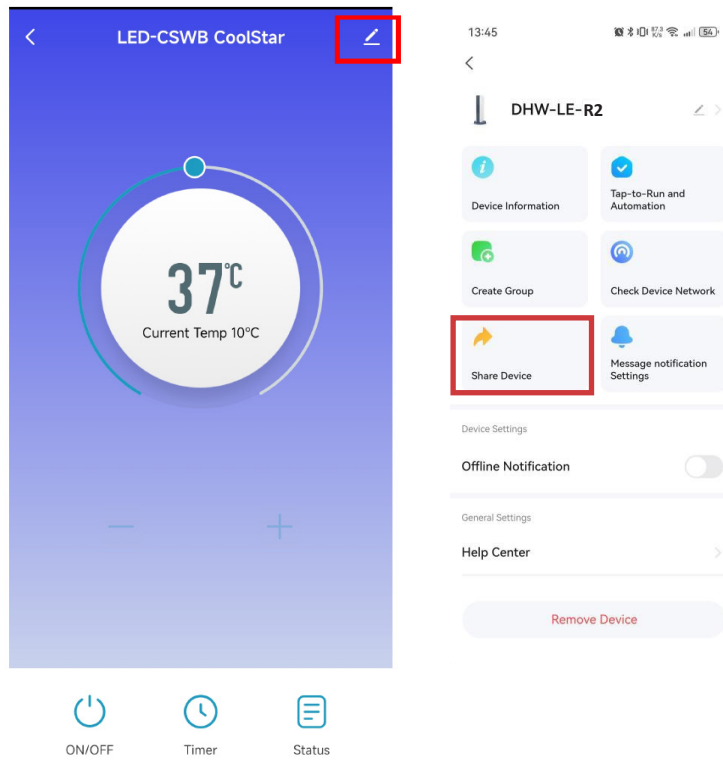 LED-CSWB CoolStar
37°C
Current Temp 10°C
ON/OFF
Timer
Status
13:45
54
DHW-LE-R2
Device Information
Tap-to-Run and
Automation
Create Group
Check Device Network
Share Device
Message notification
Settings
Device Settings
Offline Notification
General Settings
Help Center
Remove Device